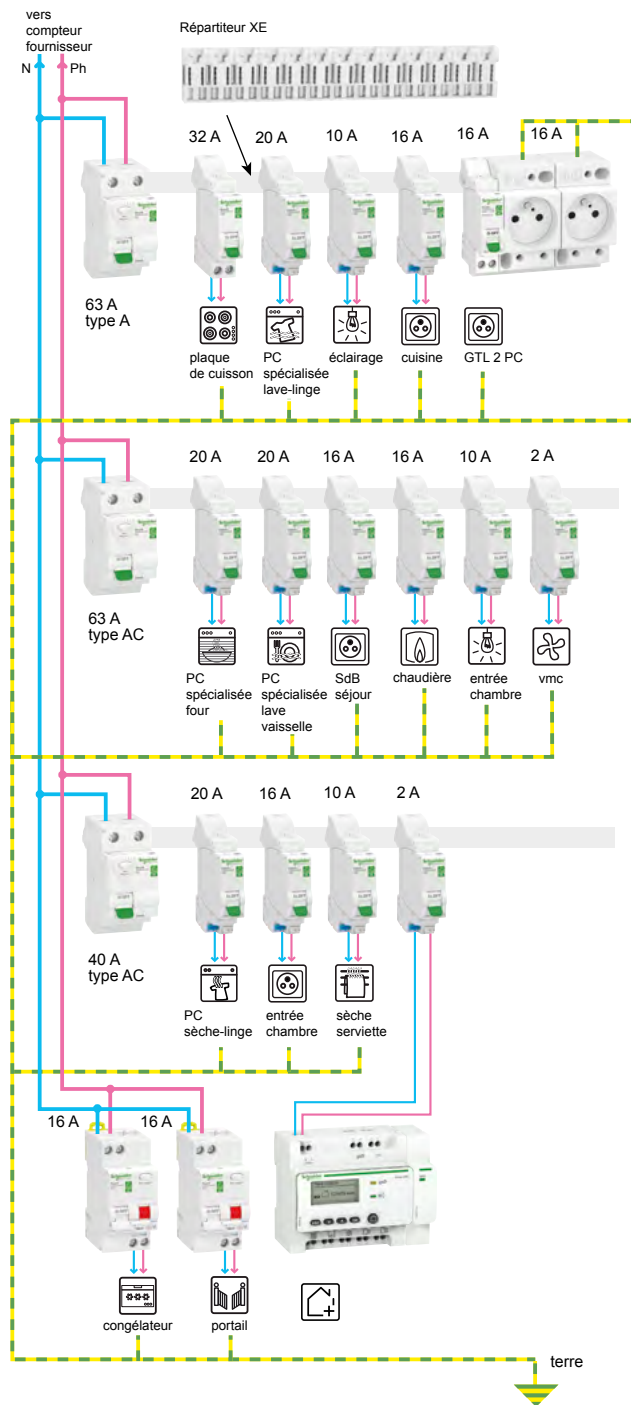 vers
compteur
fournisseur
N
Ph
Répartiteur XE
32 A
20 A
10 A
16 A
16 A
16 A
63 A
type A
plaque
de cuisson
PC
spécialisée
lave-linge
éclairage
cuisine
GTL 2 PC
20 A
20 A
16 A
16 A
10 A
2 A
63 A
type AC
PC
spécialisée
four
PC
spécialisée
lave
vaisselle
SdB
séjour
chaudière
entrée
chambre
vmc
20 A
16 A
10 A
2 A
40 A
type AC
PC
sèche-linge
entrée
chambre
sèche
serviette
16 A
16 A
Schneider
congélateur
portail
terre